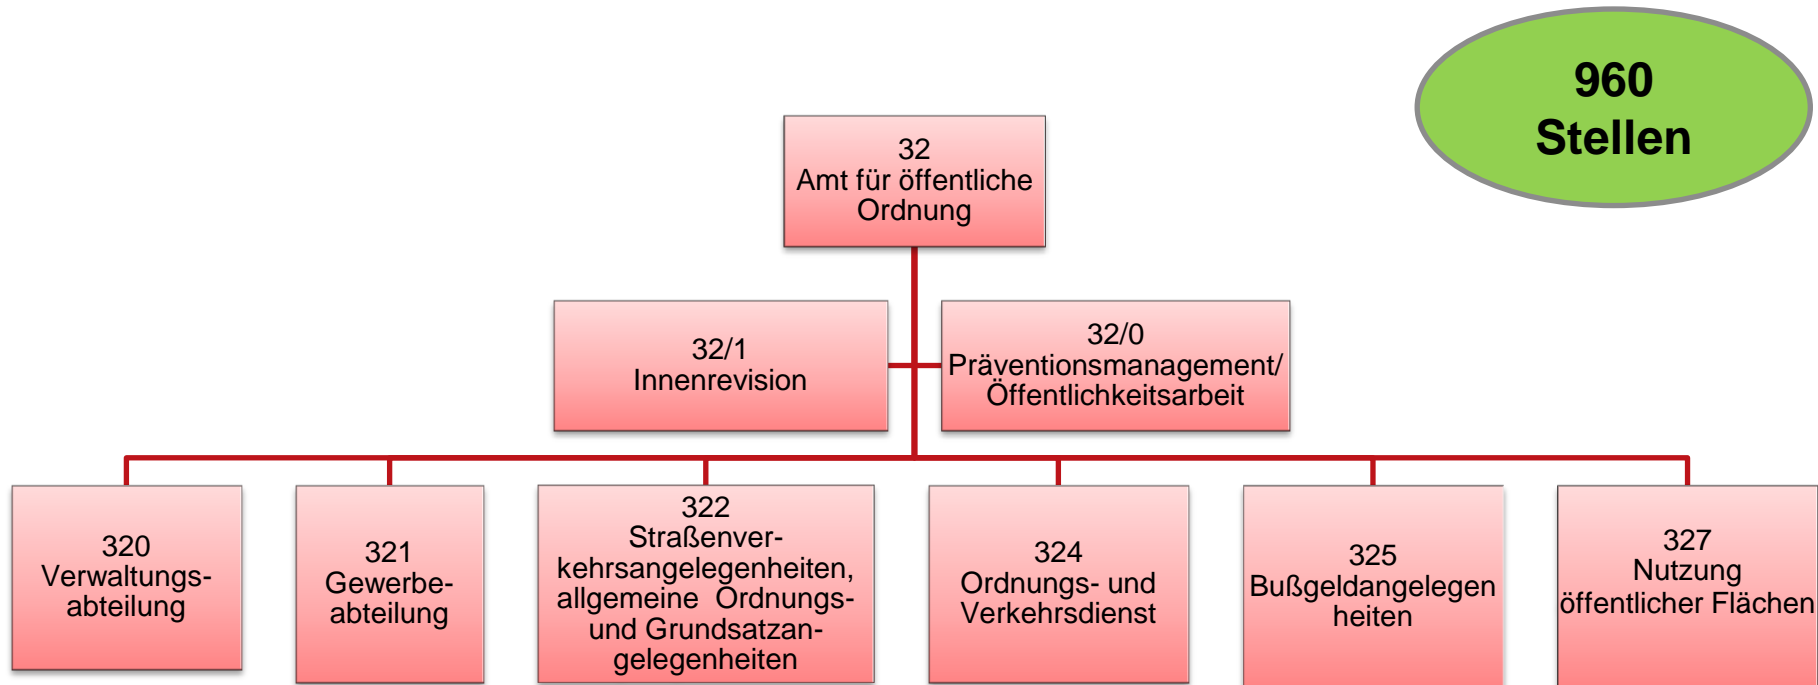 960
Stellen
32
Amt für öffentliche
Ordnung
32/1
Innenrevision
32/0
Präventionsmanagement/
Öffentlichkeitsarbeit
320
Verwaltungs-
abteilung
321
Gewerbe-
abteilung
322
Straßenver-
kehrsangelegenheiten,
allgemeine Ordnungs-
und Grundsatzan-
gelegenheiten
324
Ordnungs- und
Verkehrsdienst
325
Bußgeldangelegen
heiten
327
Nutzung
öffentlicher Flächen